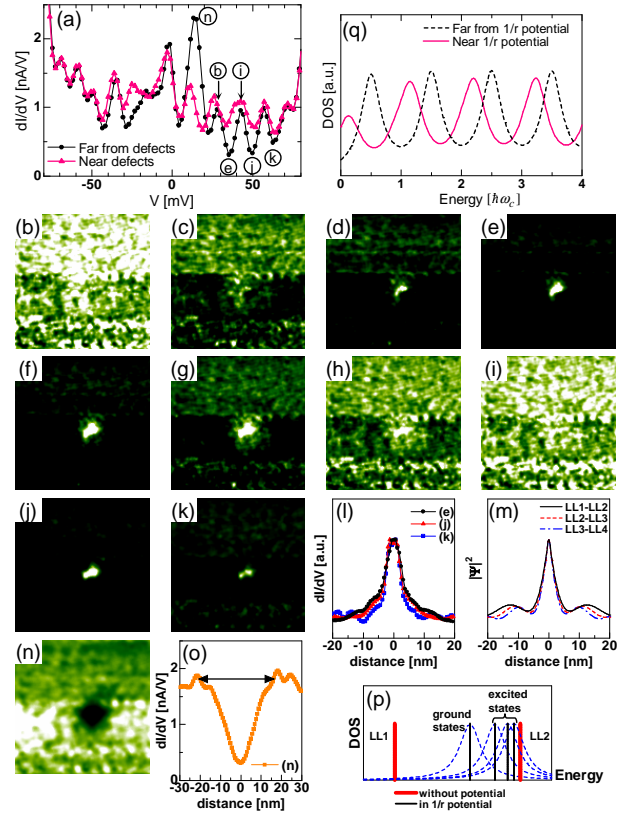 (a)
n
b
i
e
j
k
dI/dV [nA/V]
2
1
0
Far from defects
Near defects
-50
0
50
V [mV]
(q)
Far from 1/r potential
Near 1/r potential
DOS [a.u.]
0
1
2
3
4
Energy [ℏω_c]
(b)
(c)
(d)
(e)
(f)
(g)
(h)
(i)
(j)
(k)
(l)
(e)
(j)
(k)
dI/dV [a.u.]
-20 -10 0 10 20
distance [nm]
(m)
LL1-LL2
LL2-LL3
LL3-LL4
|Ψ|²
-20 -10 0 10 20
distance [nm]
(n)
(o)
dI/dV [nA/V]
2
1
0
(n)
-30 -20 -10 0 10 20 30
distance [nm]
(p)
DOS
LL1
ground
states
excited
states
LL2
Energy
without potential
in 1/r potential